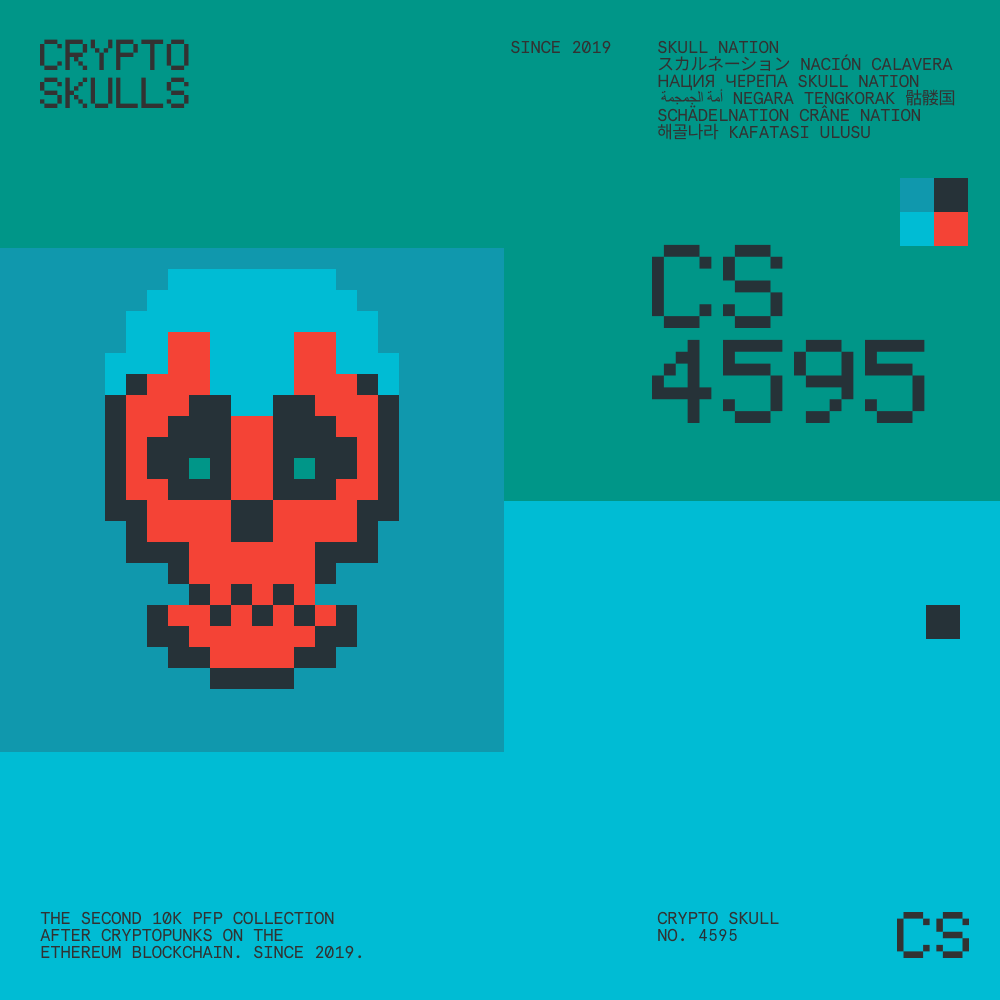 CRYPTO
SKULLS
SINCE 2019
SKULL NATION
スカルネーション NACIÓN CALAVERA
НАЦИЯ ЧЕРЕПА SKULL NATION
أمة الجمجمة NEGARA TENGKORAK 骷髅国
SCHÄDELNATION CRÂNE NATION
해골나라 KAFATASI ULUSU
CS
4595
THE SECOND 10K PFP COLLECTION
AFTER CRYPTOPUNKS ON THE
ETHEREUM BLOCKCHAIN. SINCE 2019.
CRYPTO SKULL
NO. 4595
CS